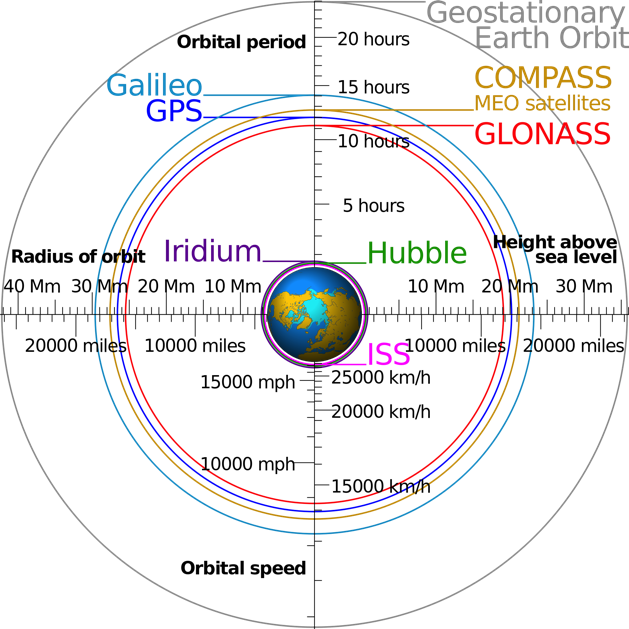 Geostationary
Earth Orbit
Orbital period
20 hours
COMPASS
MEO satellites
Galileo
15 hours
GPS
GLONASS
10 hours
5 hours
Iridium
Hubble
Radius of orbit
Height above
sea level
40 Mm 30 Mm 20 Mm 10 Mm 10 Mm 20 Mm 30 Mm
20000 miles 10000 miles 10000 miles 20000 miles
ISS
15000 mph
25000 km/h
20000 km/h
10000 mph
15000 km/h
Orbital speed